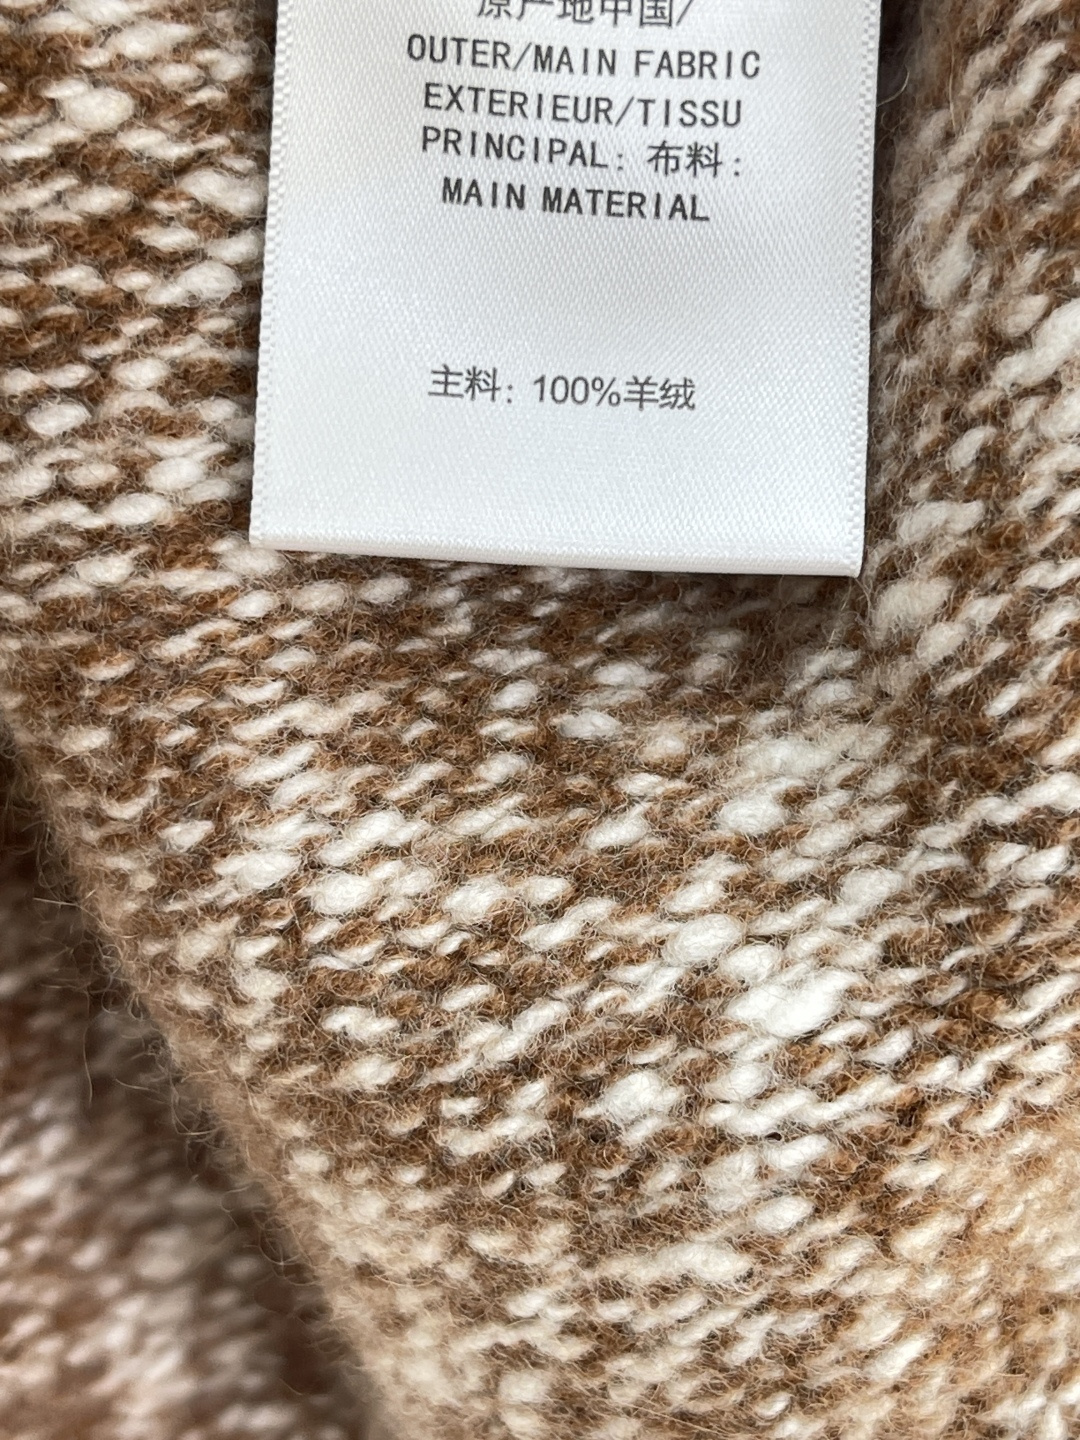 原产地中国/
OUTER/MAIN FABRIC
EXTERIEUR/TISSU
PRINCIPAL: 布料:
MAIN MATERIAL
主料: 100%羊绒